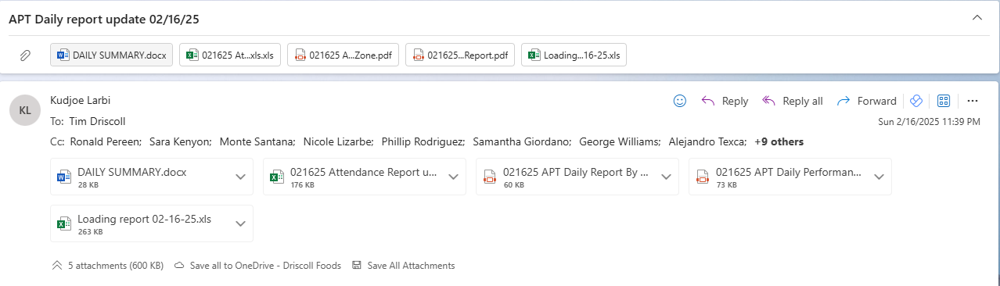 APT Daily report update 02/16/25
DAILY SUMMARY.docx 021625 At...xls.xls 021625 A...Zone.pdf 021625...Report.pdf Loading...16-25.xls
KL Kudjoe Larbi Reply Reply all Forward
To: Tim Driscoll Sun 2/16/2025 11:39 PM
Cc: Ronald Pereen; Sara Kenyon; Monte Santana; Nicole Lizarbe; Phillip Rodriguez; Samantha Giordano; George Williams; Alejandro Texca; +9 others
DAILY SUMMARY.docx 021625 Attendance Report u... 021625 APT Daily Report By ... 021625 APT Daily Performan...
28 KB 176 KB 60 KB 73 KB
Loading report 02-16-25.xls
263 KB
5 attachments (600 KB) Save all to OneDrive - Driscoll Foods Save All Attachments